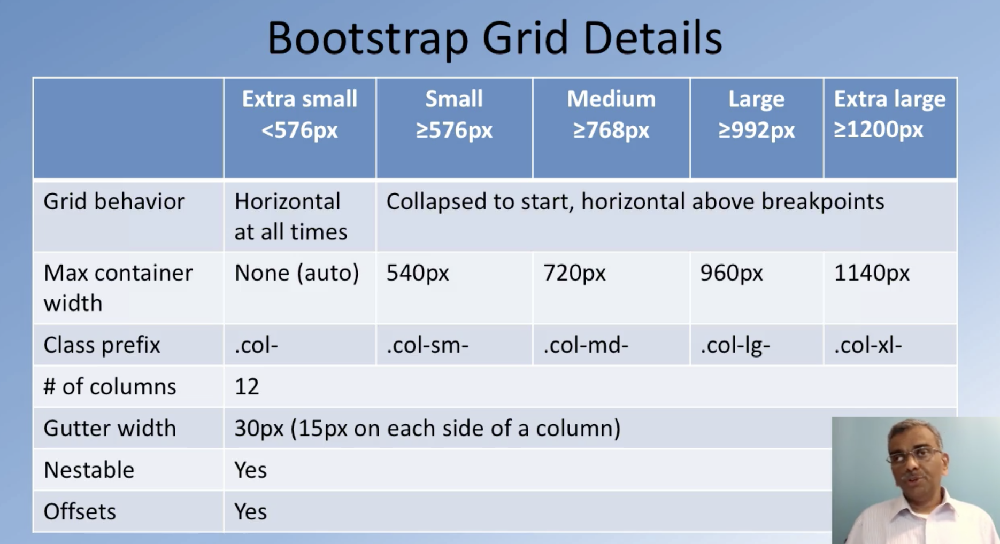 Bootstrap Grid Details
Extra small
<576px
Small
≥576px
Medium
≥768px
Large
≥992px
Extra large
≥1200px
Grid behavior
Horizontal
at all times
Collapsed to start, horizontal above breakpoints
Max container
width
None (auto)
540px
720px
960px
1140px
Class prefix
.col-
.col-sm-
.col-md-
.col-lg-
.col-xl-
# of columns
12
Gutter width
30px (15px on each side of a column)
Nestable
Yes
Offsets
Yes